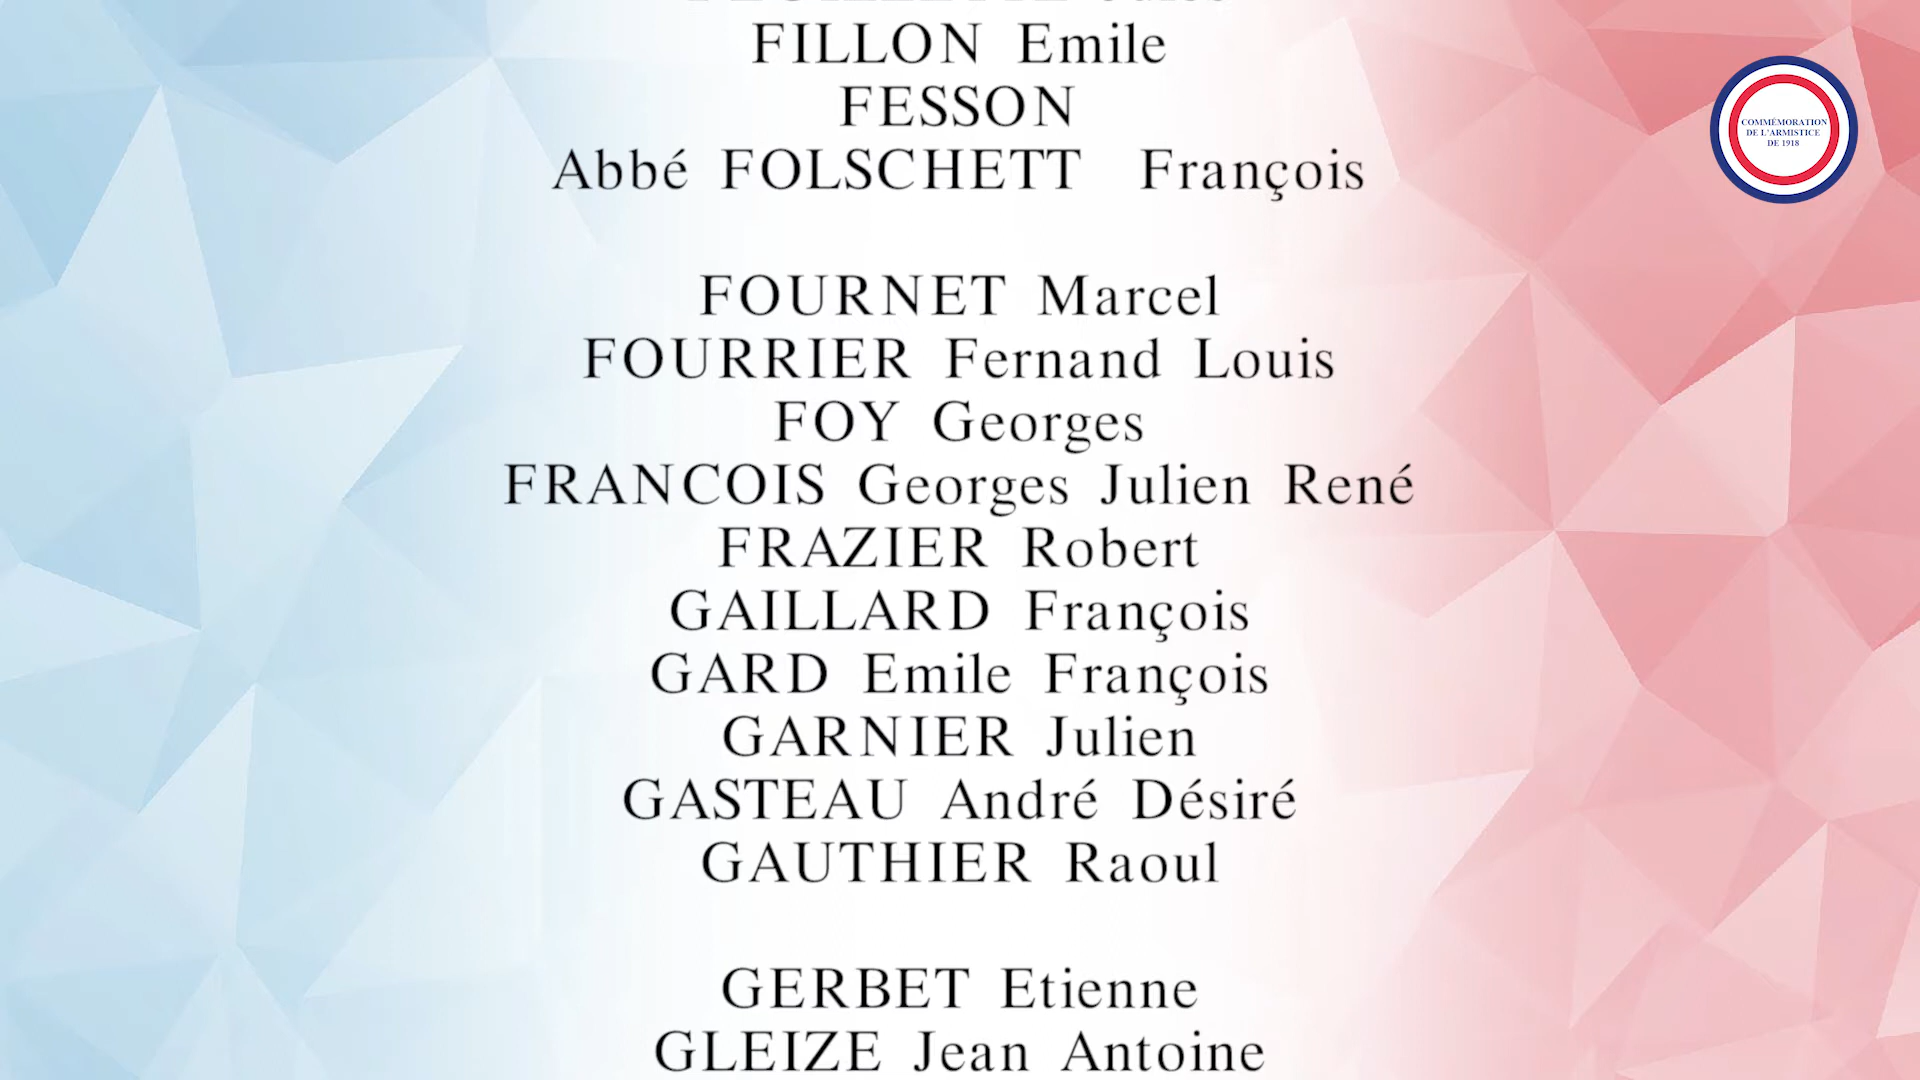 FILLON Emile
FESSON
Abbé FOLSCHETT François
FOURNET Marcel
FOURRIER Fernand Louis
FOY Georges
FRANCOIS Georges Julien René
FRAZIER Robert
GAILLARD François
GARD Emile François
GARNIER Julien
GASTEAU André Désiré
GAUTHIER Raoul
GERBET Etienne
GLEIZE Jean Antoine
COMMÉMORATION
DE L'ARMISTICE
DE 1918